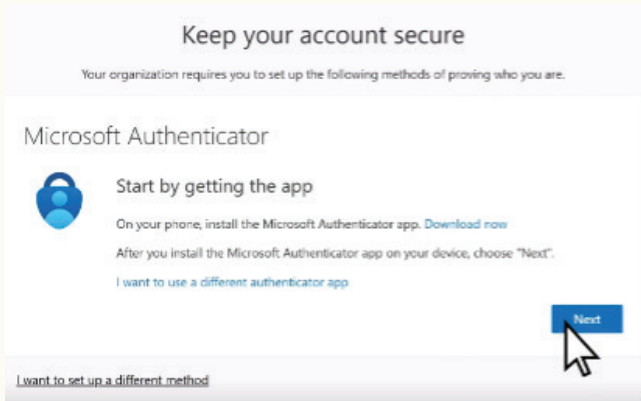 Keep your account secure
Your organization requires you to set up the following methods of proving who you are.
Microsoft Authenticator
Start by getting the app
On your phone, install the Microsoft Authenticator app. Download now
After you install the Microsoft Authenticator app on your device, choose "Next".
I want to use a different authenticator app
Next
I want to set up a different method